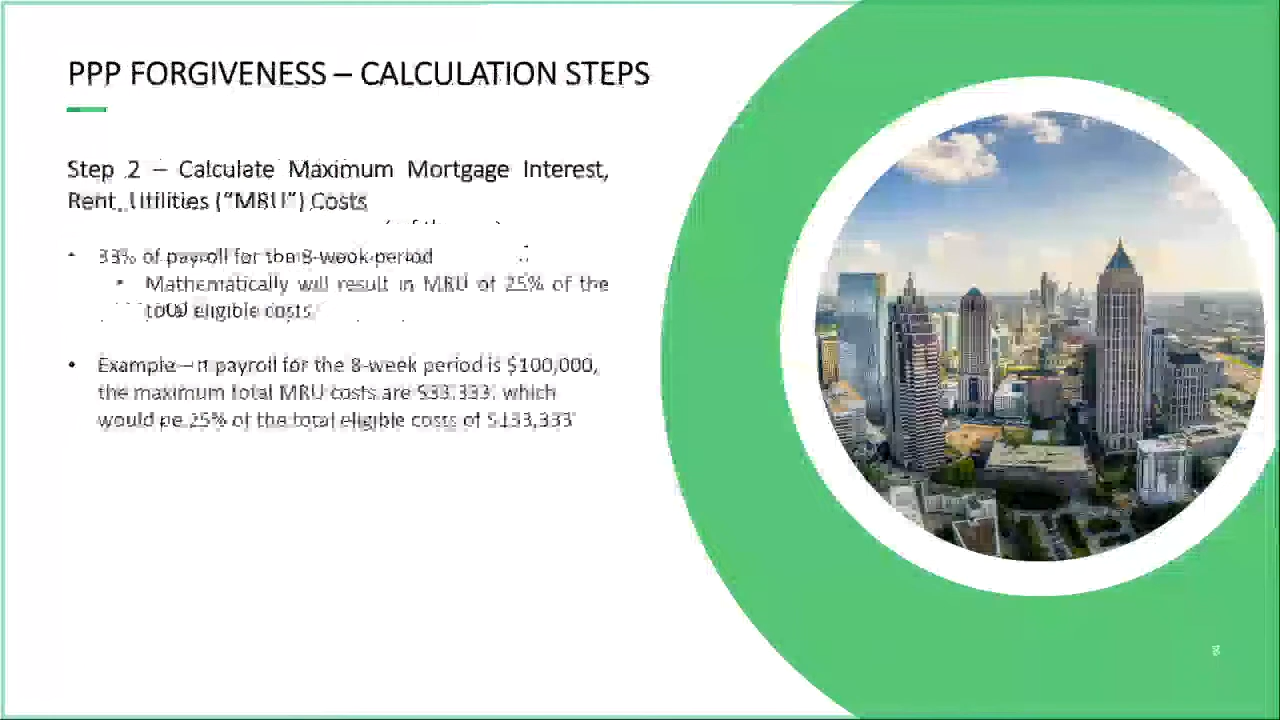 PPP FORGIVENESS – CALCULATION STEPS
Step 2 – Calculate Maximum Mortgage Interest,
Rent, Utilities (“MRU”) Costs
• 33% of payroll for the 8-week period
• Mathematically will result in MRU of 25% of the
eligible costs
• Example – payroll for the 8-week period is $100,000,
the maximum total MRU costs are $33,333, which
would be 25% of the total eligible costs of $133,333
8